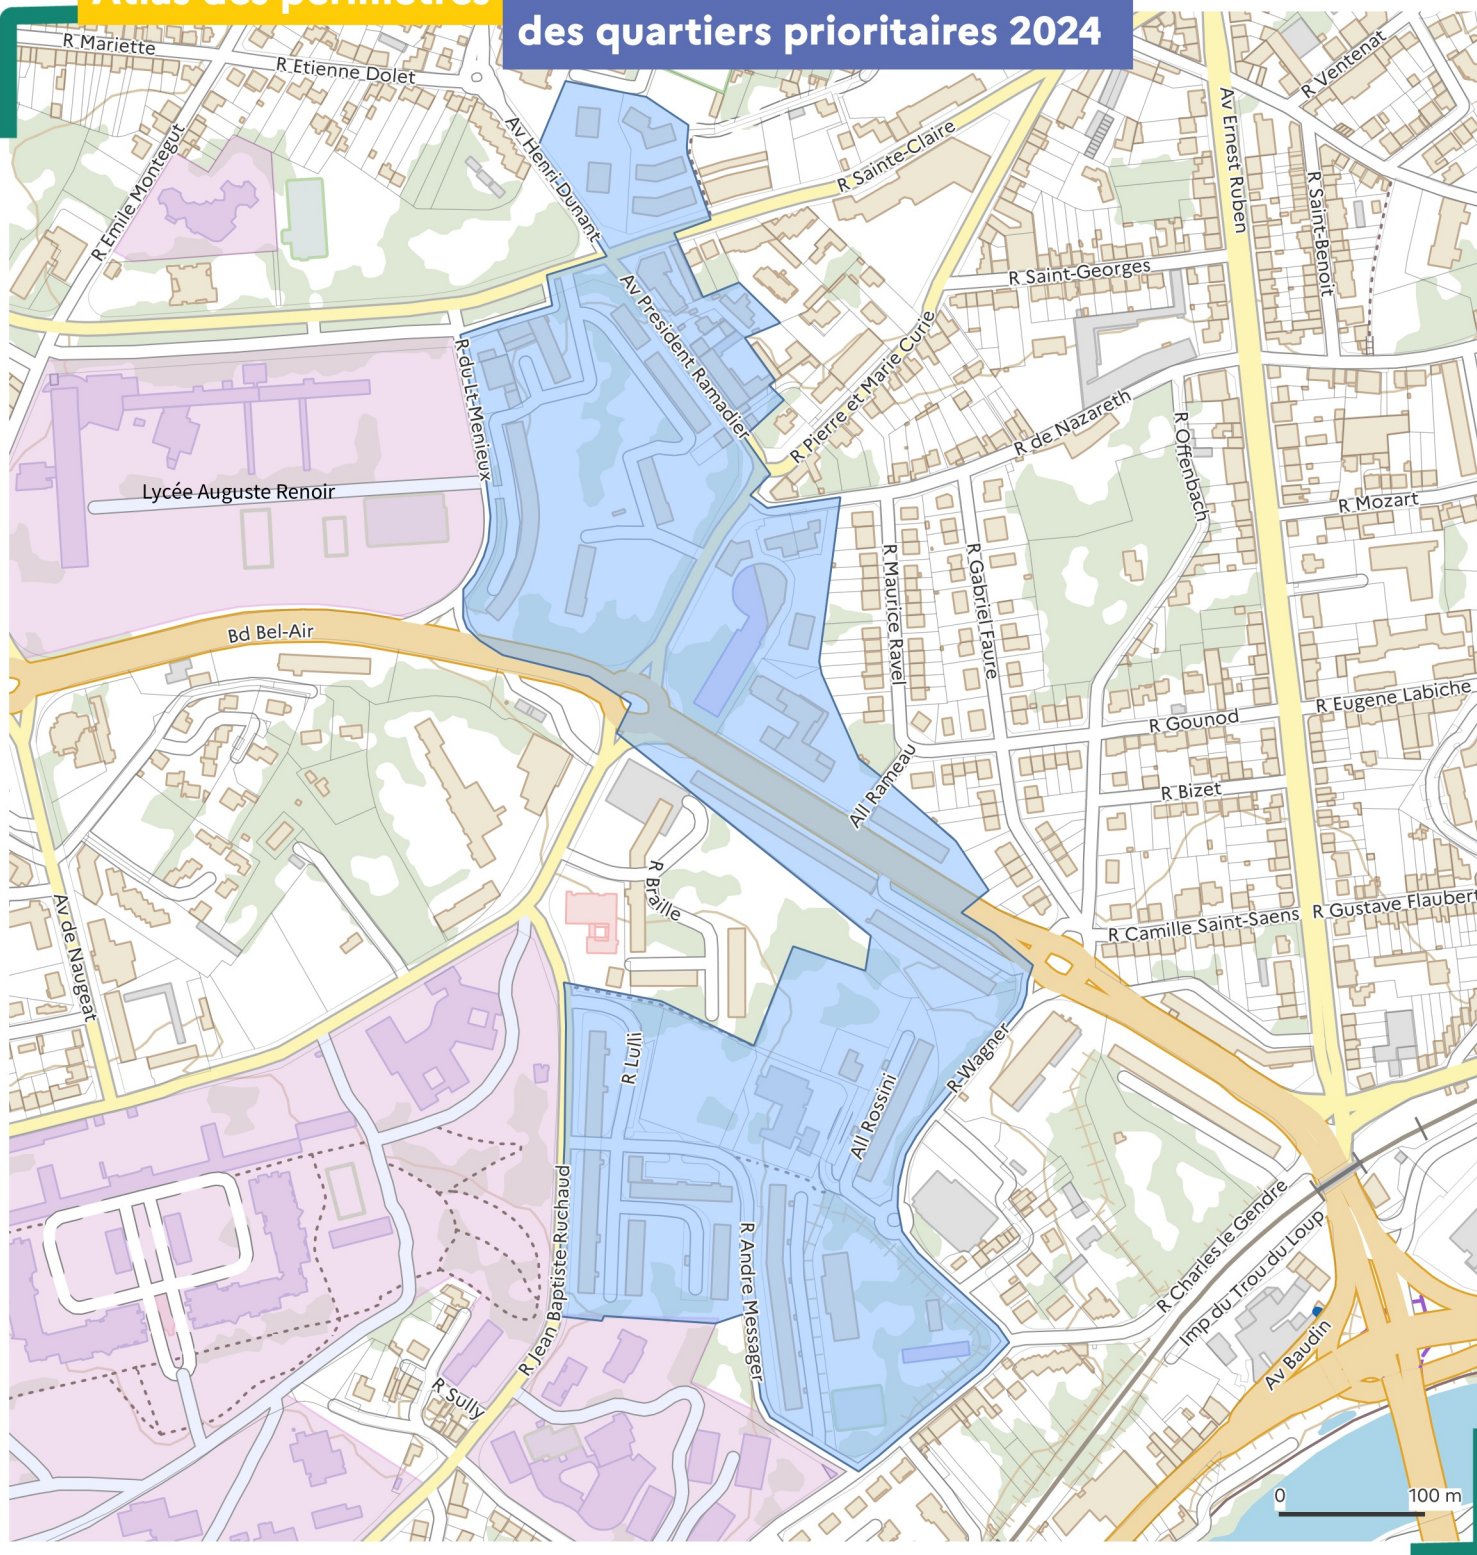 Atlas des périmètres
des quartiers prioritaires 2024
R Mariette
R Etienne Dolet
R Ventenat
Av Henri Dunant
R Emile Montegut
R Sainte-Claire
Av Ernest Ruben
R Saint-Benoit
R Saint-Georges
Av President Ramadier
R Pierre et Marie Curie
R du Lt Menieux
R de Nazareth
R Offenbach
Lycée Auguste Renoir
R Mozart
R Maurice Ravel
R Gabriel Faure
Bd Bel-Air
R Eugene Labiche
R Gounod
All Rameau
R Bizet
R Braille
Av de Naugeat
R Camille Saint-Saens
R Gustave Flaubert
R Lulli
R Wagner
All Rossini
R Jean Baptiste Ruchaud
R Andre Messager
R Charles le Gendre
Imp du Trou du Loup
Av Baudin
R Sully
0 100 m